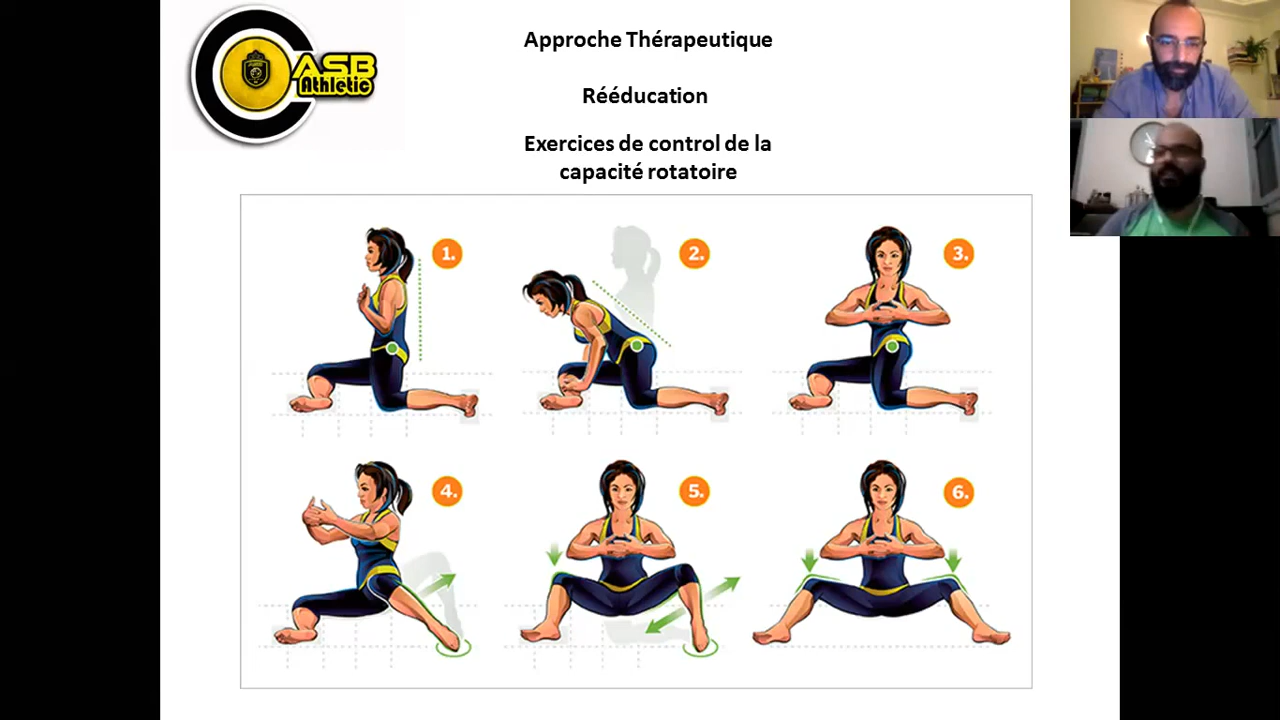 ASB
Athletic
Approche Thérapeutique
Rééducation
Exercices de control de la
capacité rotatoire
1.
2.
3.
4.
5.
6.